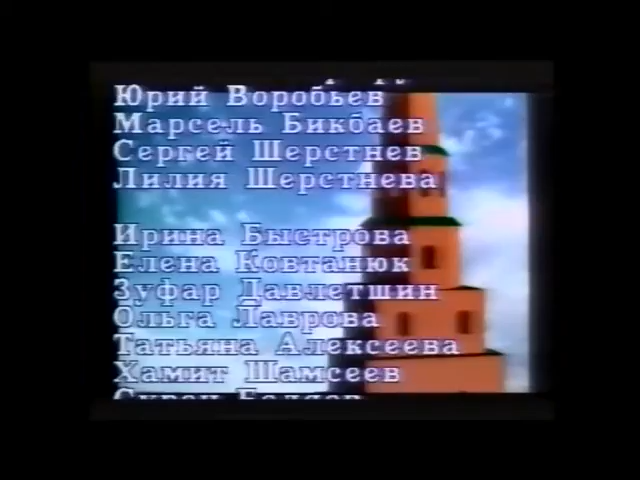 Юрий Воробьев
Марсель Бикбаев
Сергей Шерстнев
Лилия Шерстнева
Ирина Быстрова
Елена Ковтанюк
Зуфар Давлетшин
Ольга Лаврова
Татьяна Алексеева
Хамит Шамсеев